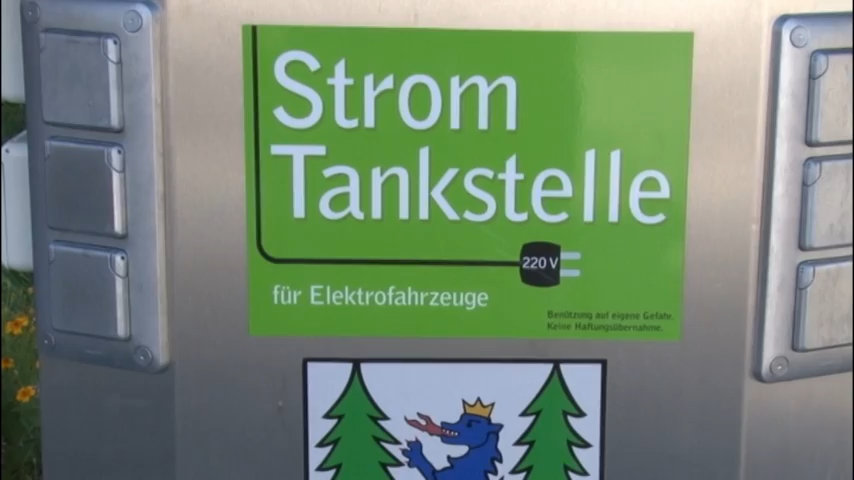 Strom
Tankstelle
220 V
für Elektrofahrzeuge
Benützung auf eigene Gefahr.
Keine Haftungsübernahme.